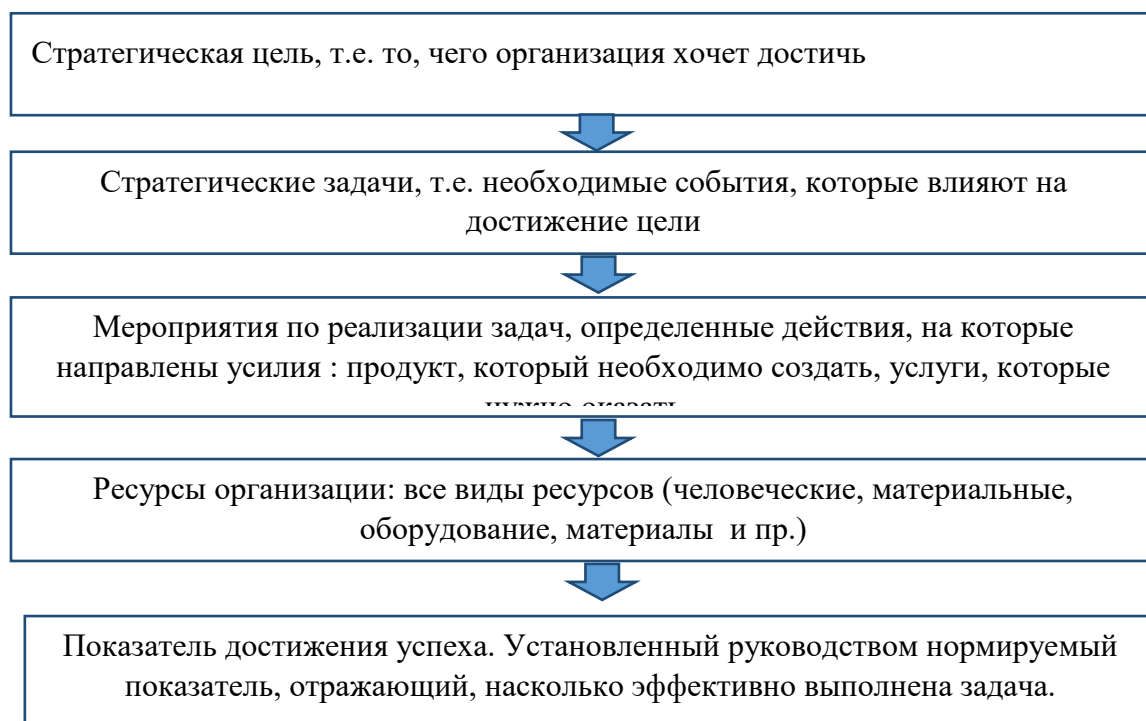 Стратегическая цель, т.е. то, чего организация хочет достичь
Стратегические задачи, т.е. необходимые события, которые влияют на
достижение цели
Мероприятия по реализации задач, определенные действия, на которые
направлены усилия : продукт, который необходимо создать, услуги, которые
нужно оказать
Ресурсы организации: все виды ресурсов (человеческие, материальные,
оборудование, материалы и пр.)
Показатель достижения успеха. Установленный руководством нормируемый
показатель, отражающий, насколько эффективно выполнена задача.